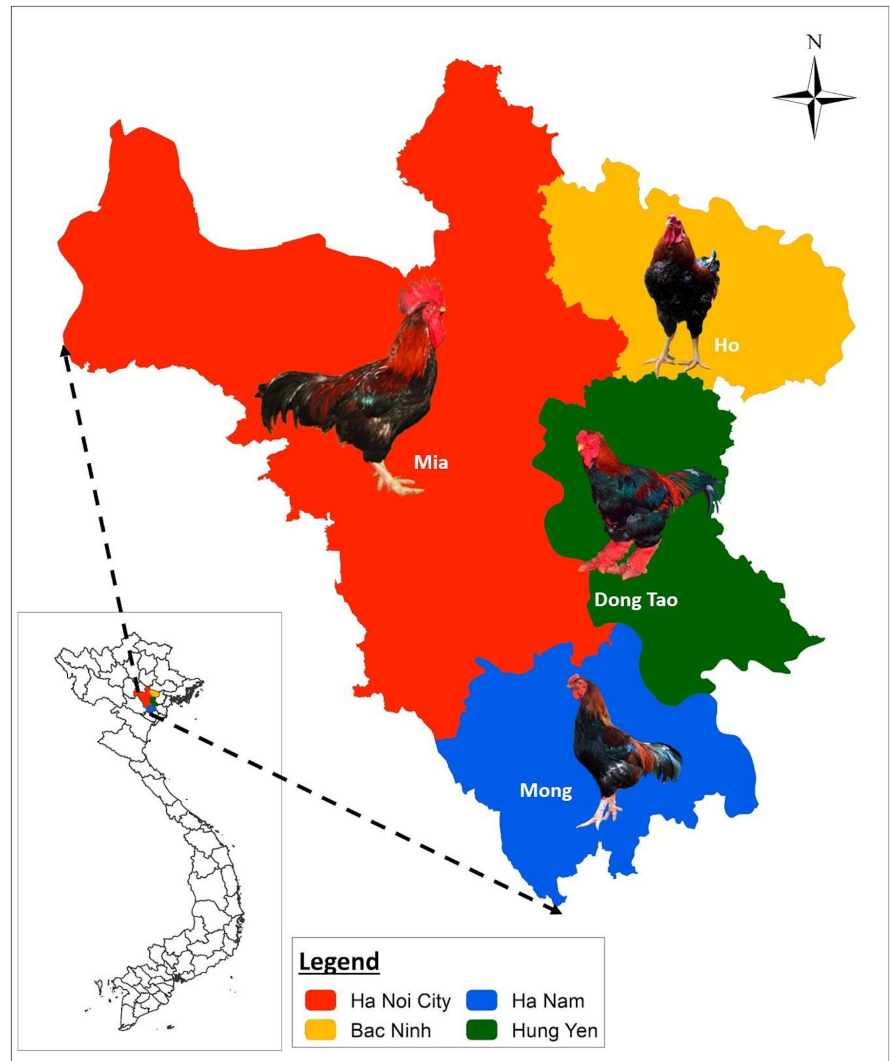 N
Ho
Mia
Dong Tao
Mong
Legend
Ha Noi City
Ha Nam
Bac Ninh
Hung Yen